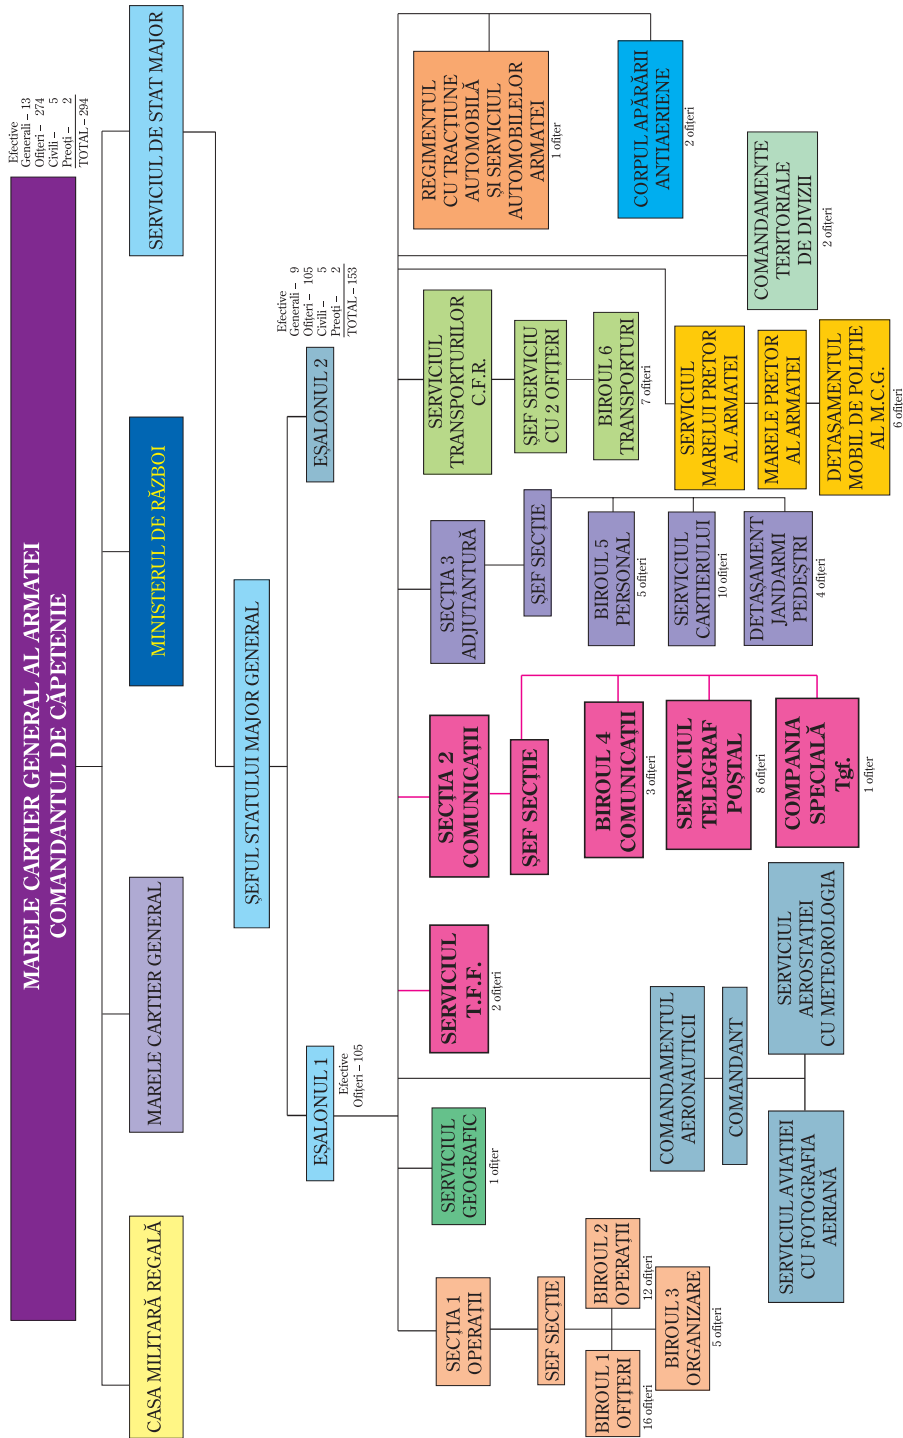 MARELE CARTIER GENERAL AL ARMATEI
COMANDANTUL DE CĂPETENIE
Efective
Generali – 13
Ofițeri – 274
Civili – 5
Preoți – 2
TOTAL – 294
CASA MILITARĂ REGALĂ
MARELE CARTIER GENERAL
MINISTERUL DE RĂZBOI
SERVICIUL DE STAT MAJOR
ȘEFUL STATULUI MAJOR GENERAL
EȘALONUL 1
Efective
Ofițeri – 105
EȘALONUL 2
Efective
Generali – 9
Ofițeri – 105
Civili – 5
Preoți – 2
TOTAL – 153
SECȚIA 1
OPERAȚII
SEF SECȚIE
BIROUL 1
OFIȚERI
16 ofițeri
BIROUL 2
OPERAȚII
12 ofițeri
BIROUL 3
ORGANIZARE
5 ofițeri
SERVICIUL
GEOGRAFIC
1 ofițer
COMANDAMENTUL
AERONAUTICII
COMANDANT
SERVICIUL AVIAȚIEI
CU FOTOGRAFIA
AERIANĂ
SERVICIUL
AEROSTAȚIEI
CU METEOROLOGIA
SERVICIUL
T.F.F.
2 ofițeri
SECȚIA 2
COMUNICAȚII
ȘEF SECȚIE
BIROUL 4
COMUNICAȚII
3 ofițeri
SERVICIUL
TELEGRAF
POȘTAL
8 ofițeri
COMPANIA
SPECIALĂ
Tgf.
1 ofițer
SECȚIA 3
ADJUTANTURĂ
ȘEF SECȚIE
BIROUL 5
PERSONAL
5 ofițeri
SERVICIUL
CARTIERULUI
10 ofițeri
DETAȘAMENT
JANDARMI
PEDEȘTRI
4 ofițeri
SERVICIUL
TRANSPORTURILOR
C.F.R.
ȘEF SERVICIU
CU 2 OFIȚERI
BIROUL 6
TRANSPORTURI
7 ofițeri
SERVICIUL
MARELUI PRETOR
AL ARMATEI
MARELE PRETOR
AL ARMATEI
DETAȘAMENTUL
MOBIL DE POLIȚIE
AL M.C.G.
6 ofițeri
COMANDAMENTE
TERITORIALE
DE DIVIZII
2 ofițeri
REGIMENTUL
CU TRACȚIUNE
AUTOMOBILĂ
ȘI SERVICIUL
AUTOMOBILELOR
ARMATEI
1 ofițer
CORPUL APĂRĂRII
ANTIAERIENE
2 ofițeri